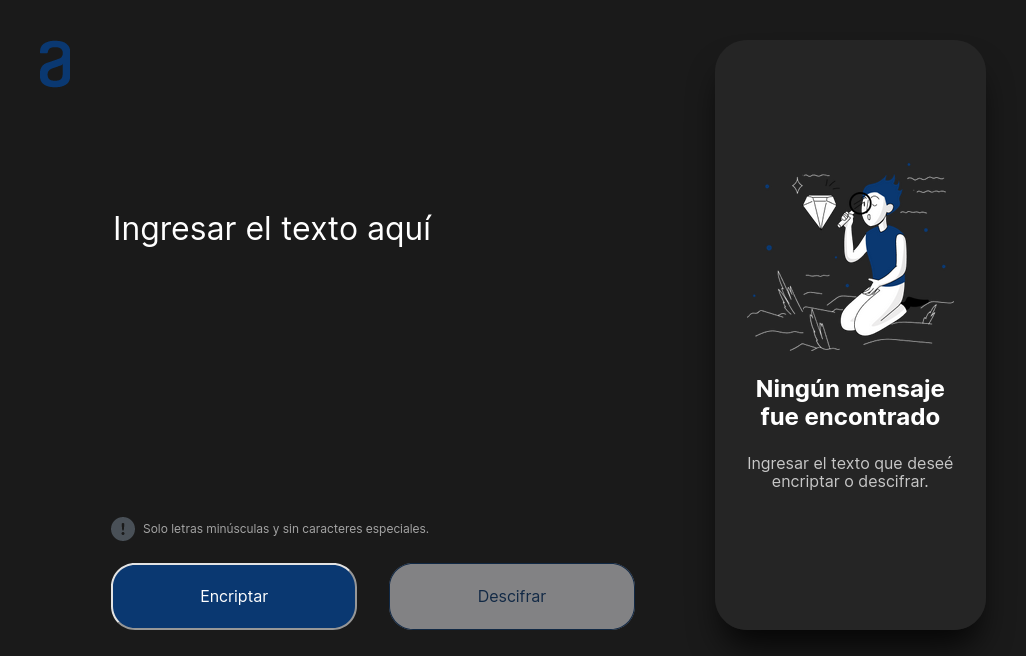 a
Ingresar el texto aquí
Solo letras minúsculas y sin caracteres especiales.
Encriptar
Descifrar
Ningún mensaje
fue encontrado
Ingresar el texto que deseé
encriptar o descifrar.